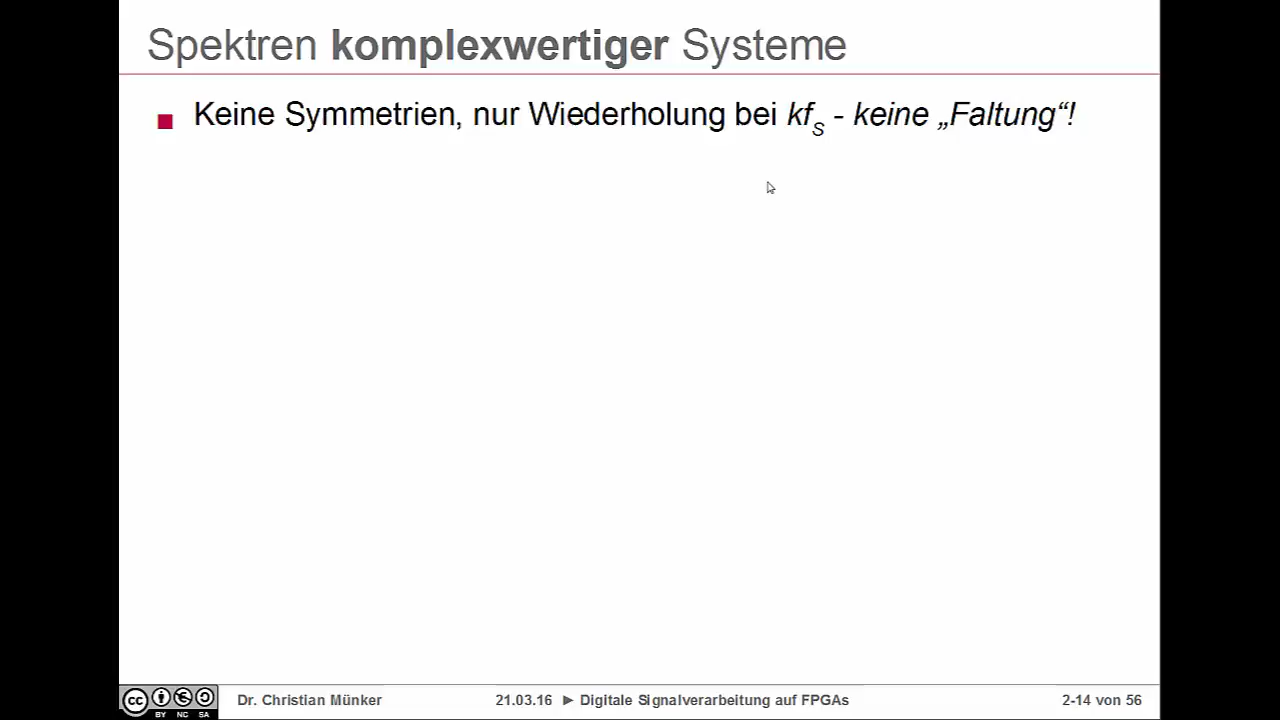 Spektren komplexwertiger Systeme
Keine Symmetrien, nur Wiederholung bei kfS - keine „Faltung“!
cc BY NC SA
Dr. Christian Münker 21.03.16 ► Digitale Signalverarbeitung auf FPGAs 2-14 von 56